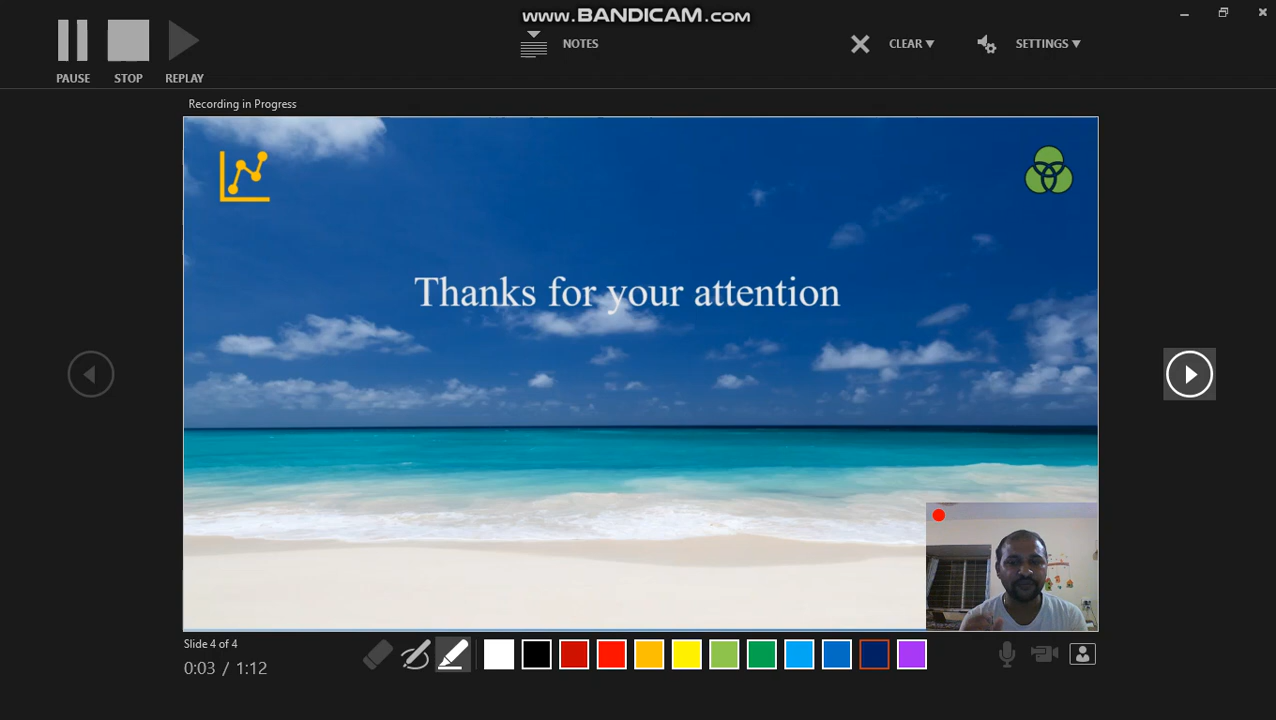 www.BANDICAM.com
NOTES
CLEAR
SETTINGS
PAUSE
STOP
REPLAY
Recording in Progress
Thanks for your attention
Slide 4 of 4
0:03 / 1:12